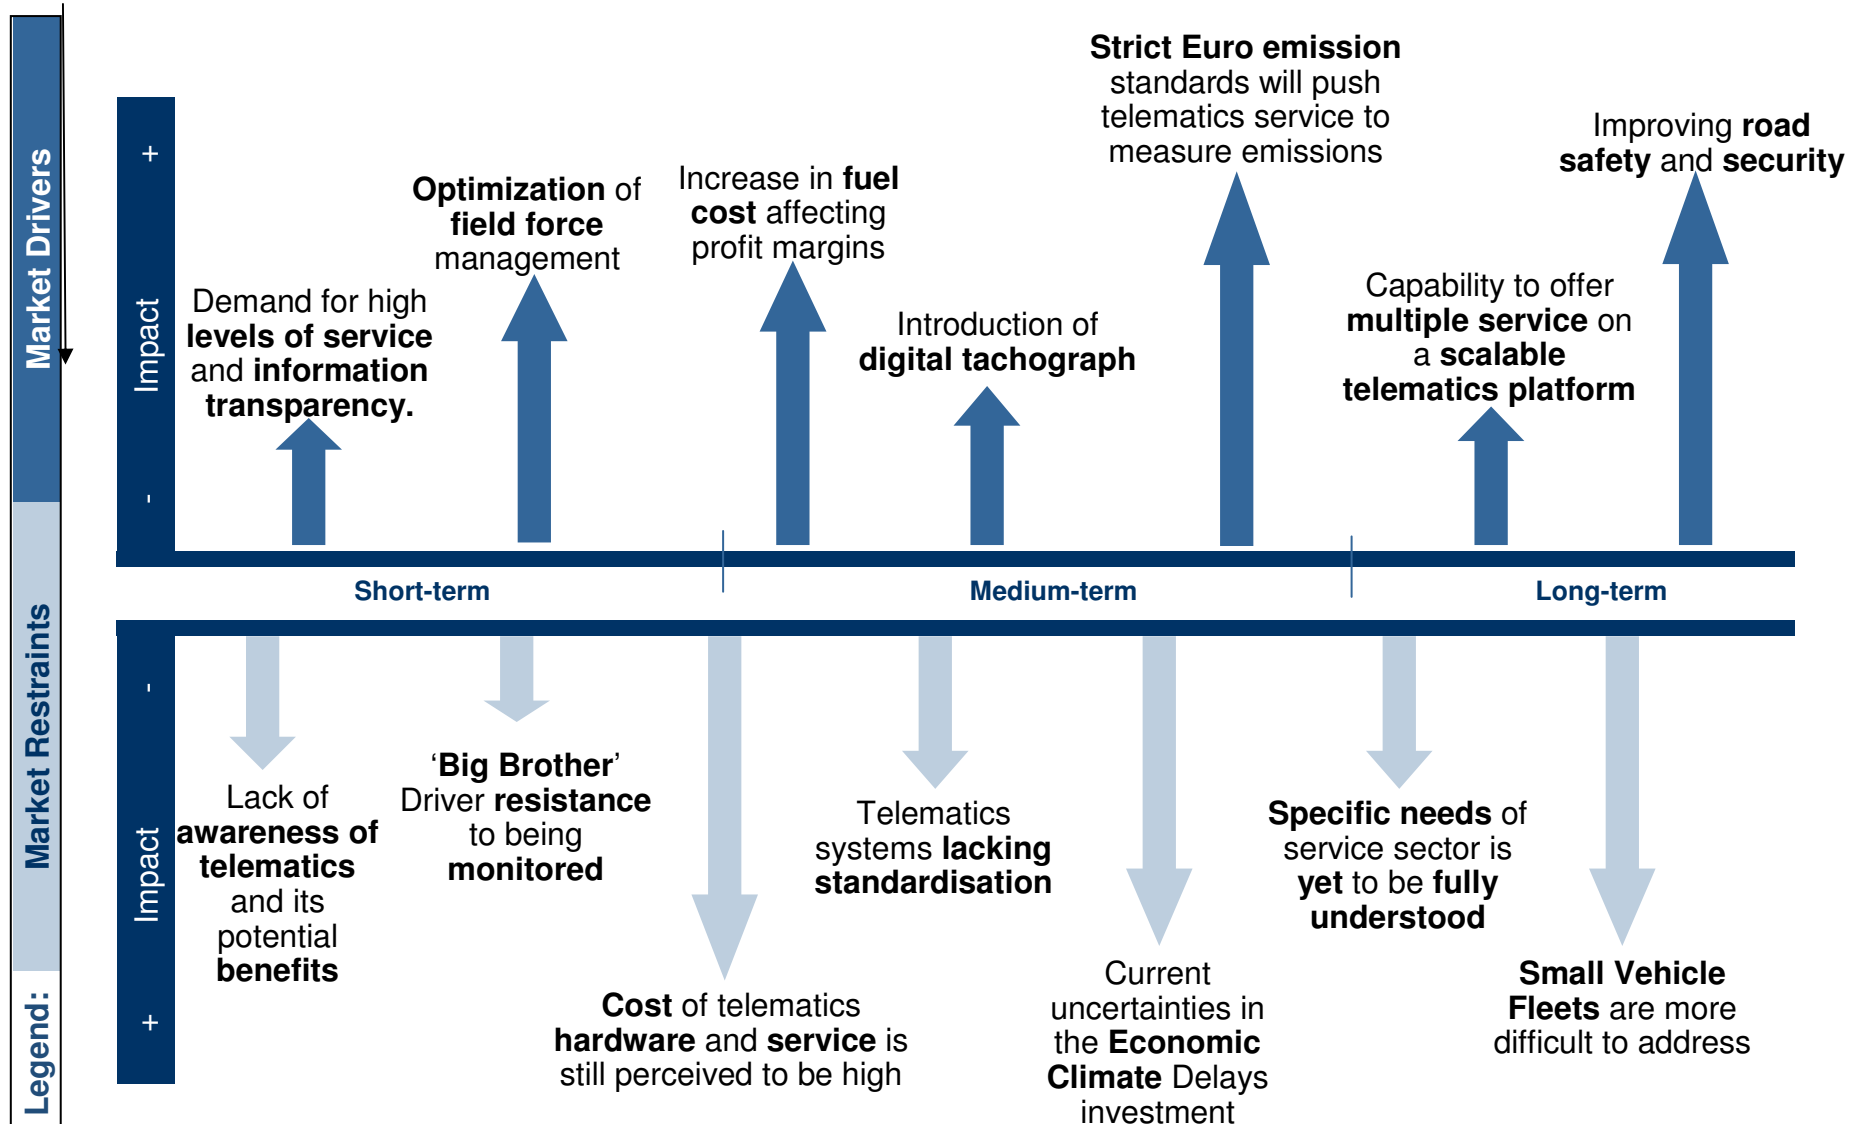 Market Drivers
Market Restraints
Legend:
+
Impact
-
Demand for high
levels of service
and information
transparency.
Optimization of
field force
management
Increase in fuel
cost affecting
profit margins
Introduction of
digital tachograph
Strict Euro emission
standards will push
telematics service to
measure emissions
Capability to offer
multiple service on
a scalable
telematics platform
Improving road
safety and security
Short-term
Medium-term
Long-term
-
Impact
+
Lack of
awareness of
telematics
and its
potential
benefits
‘Big Brother’
Driver resistance
to being
monitored
Cost of telematics
hardware and service is
still perceived to be high
Telematics
systems lacking
standardisation
Current
uncertainties in
the Economic
Climate Delays
investment
Specific needs of
service sector is
yet to be fully
understood
Small Vehicle
Fleets are more
difficult to address